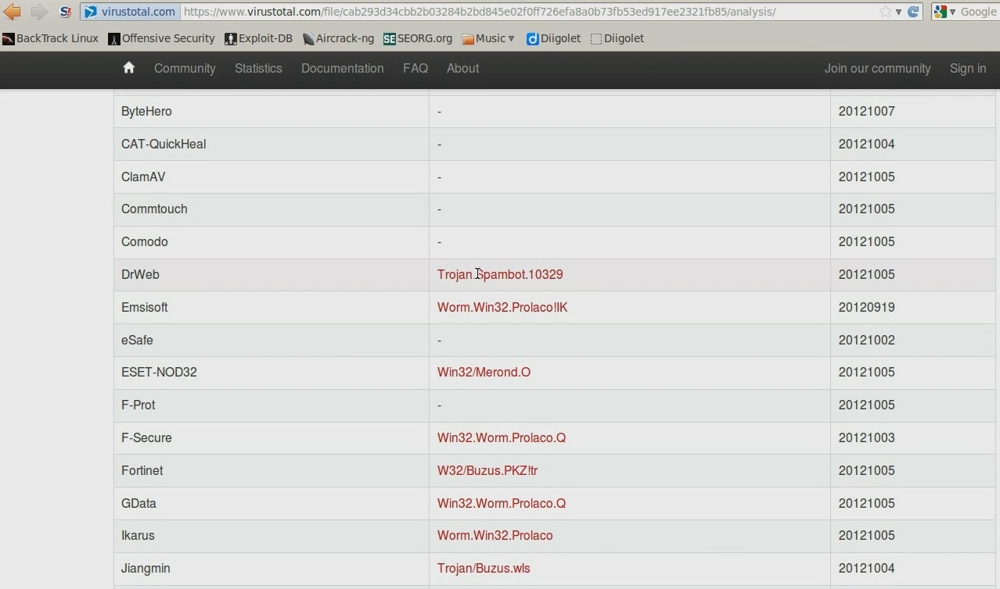 virustotal.com https://www.virustotal.com/file/cab293d34cbb2b03284b2bd845e02f0ff726efa8a0b73fb53ed917ee2321fb85/analysis/ Google
BackTrack Linux Offensive Security Exploit-DB Aircrack-ng SE SEORG.org Music Diigolet Diigolet
Community Statistics Documentation FAQ About Join our community Sign in
ByteHero - 20121007
CAT-QuickHeal - 20121004
ClamAV - 20121005
Commtouch - 20121005
Comodo - 20121005
DrWeb Trojan.Spambot.10329 20121005
Emsisoft Worm.Win32.Prolaco!IK 20120919
eSafe - 20121002
ESET-NOD32 Win32/Merond.O 20121005
F-Prot - 20121005
F-Secure Win32.Worm.Prolaco.Q 20121003
Fortinet W32/Buzus.PKZ!tr 20121005
GData Win32.Worm.Prolaco.Q 20121005
Ikarus Worm.Win32.Prolaco 20121005
Jiangmin Trojan/Buzus.wls 20121004